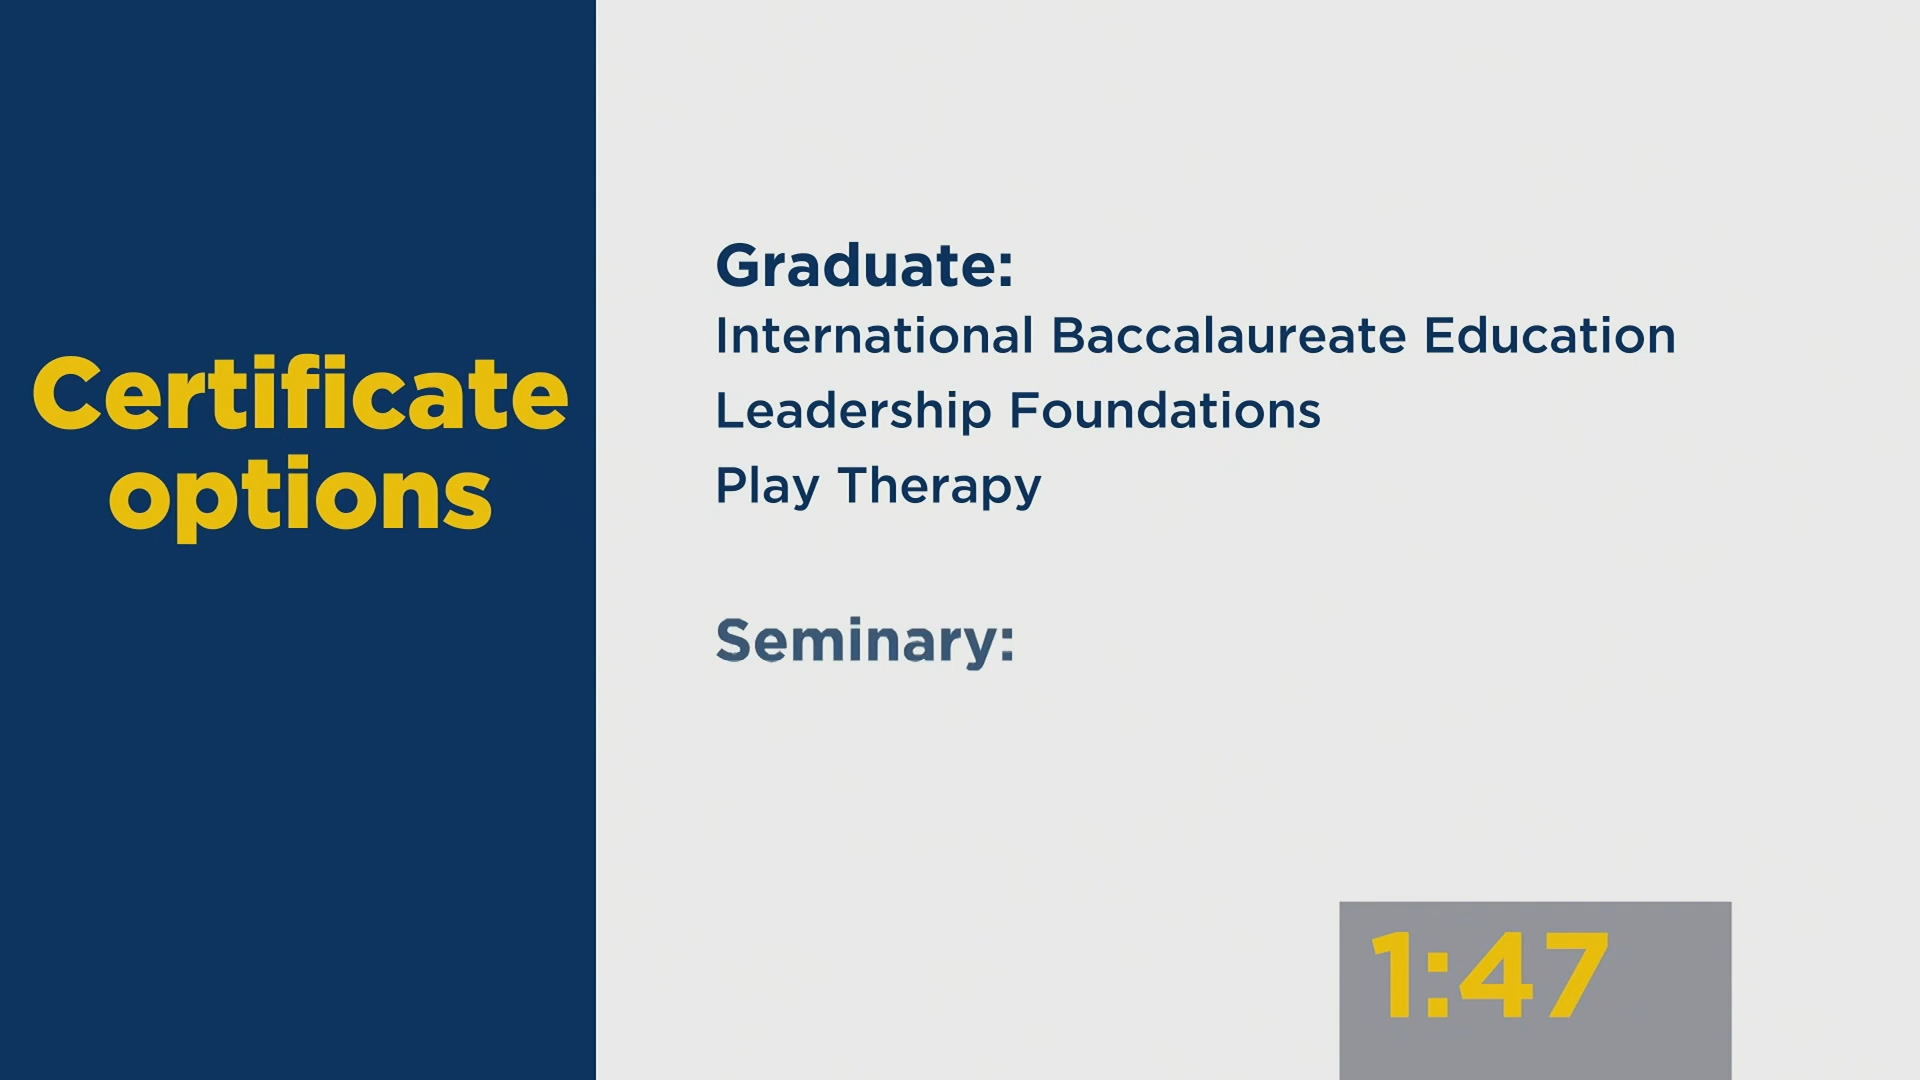 Certificate
options
Graduate:
International Baccalaureate Education
Leadership Foundations
Play Therapy
Seminary:
1:47